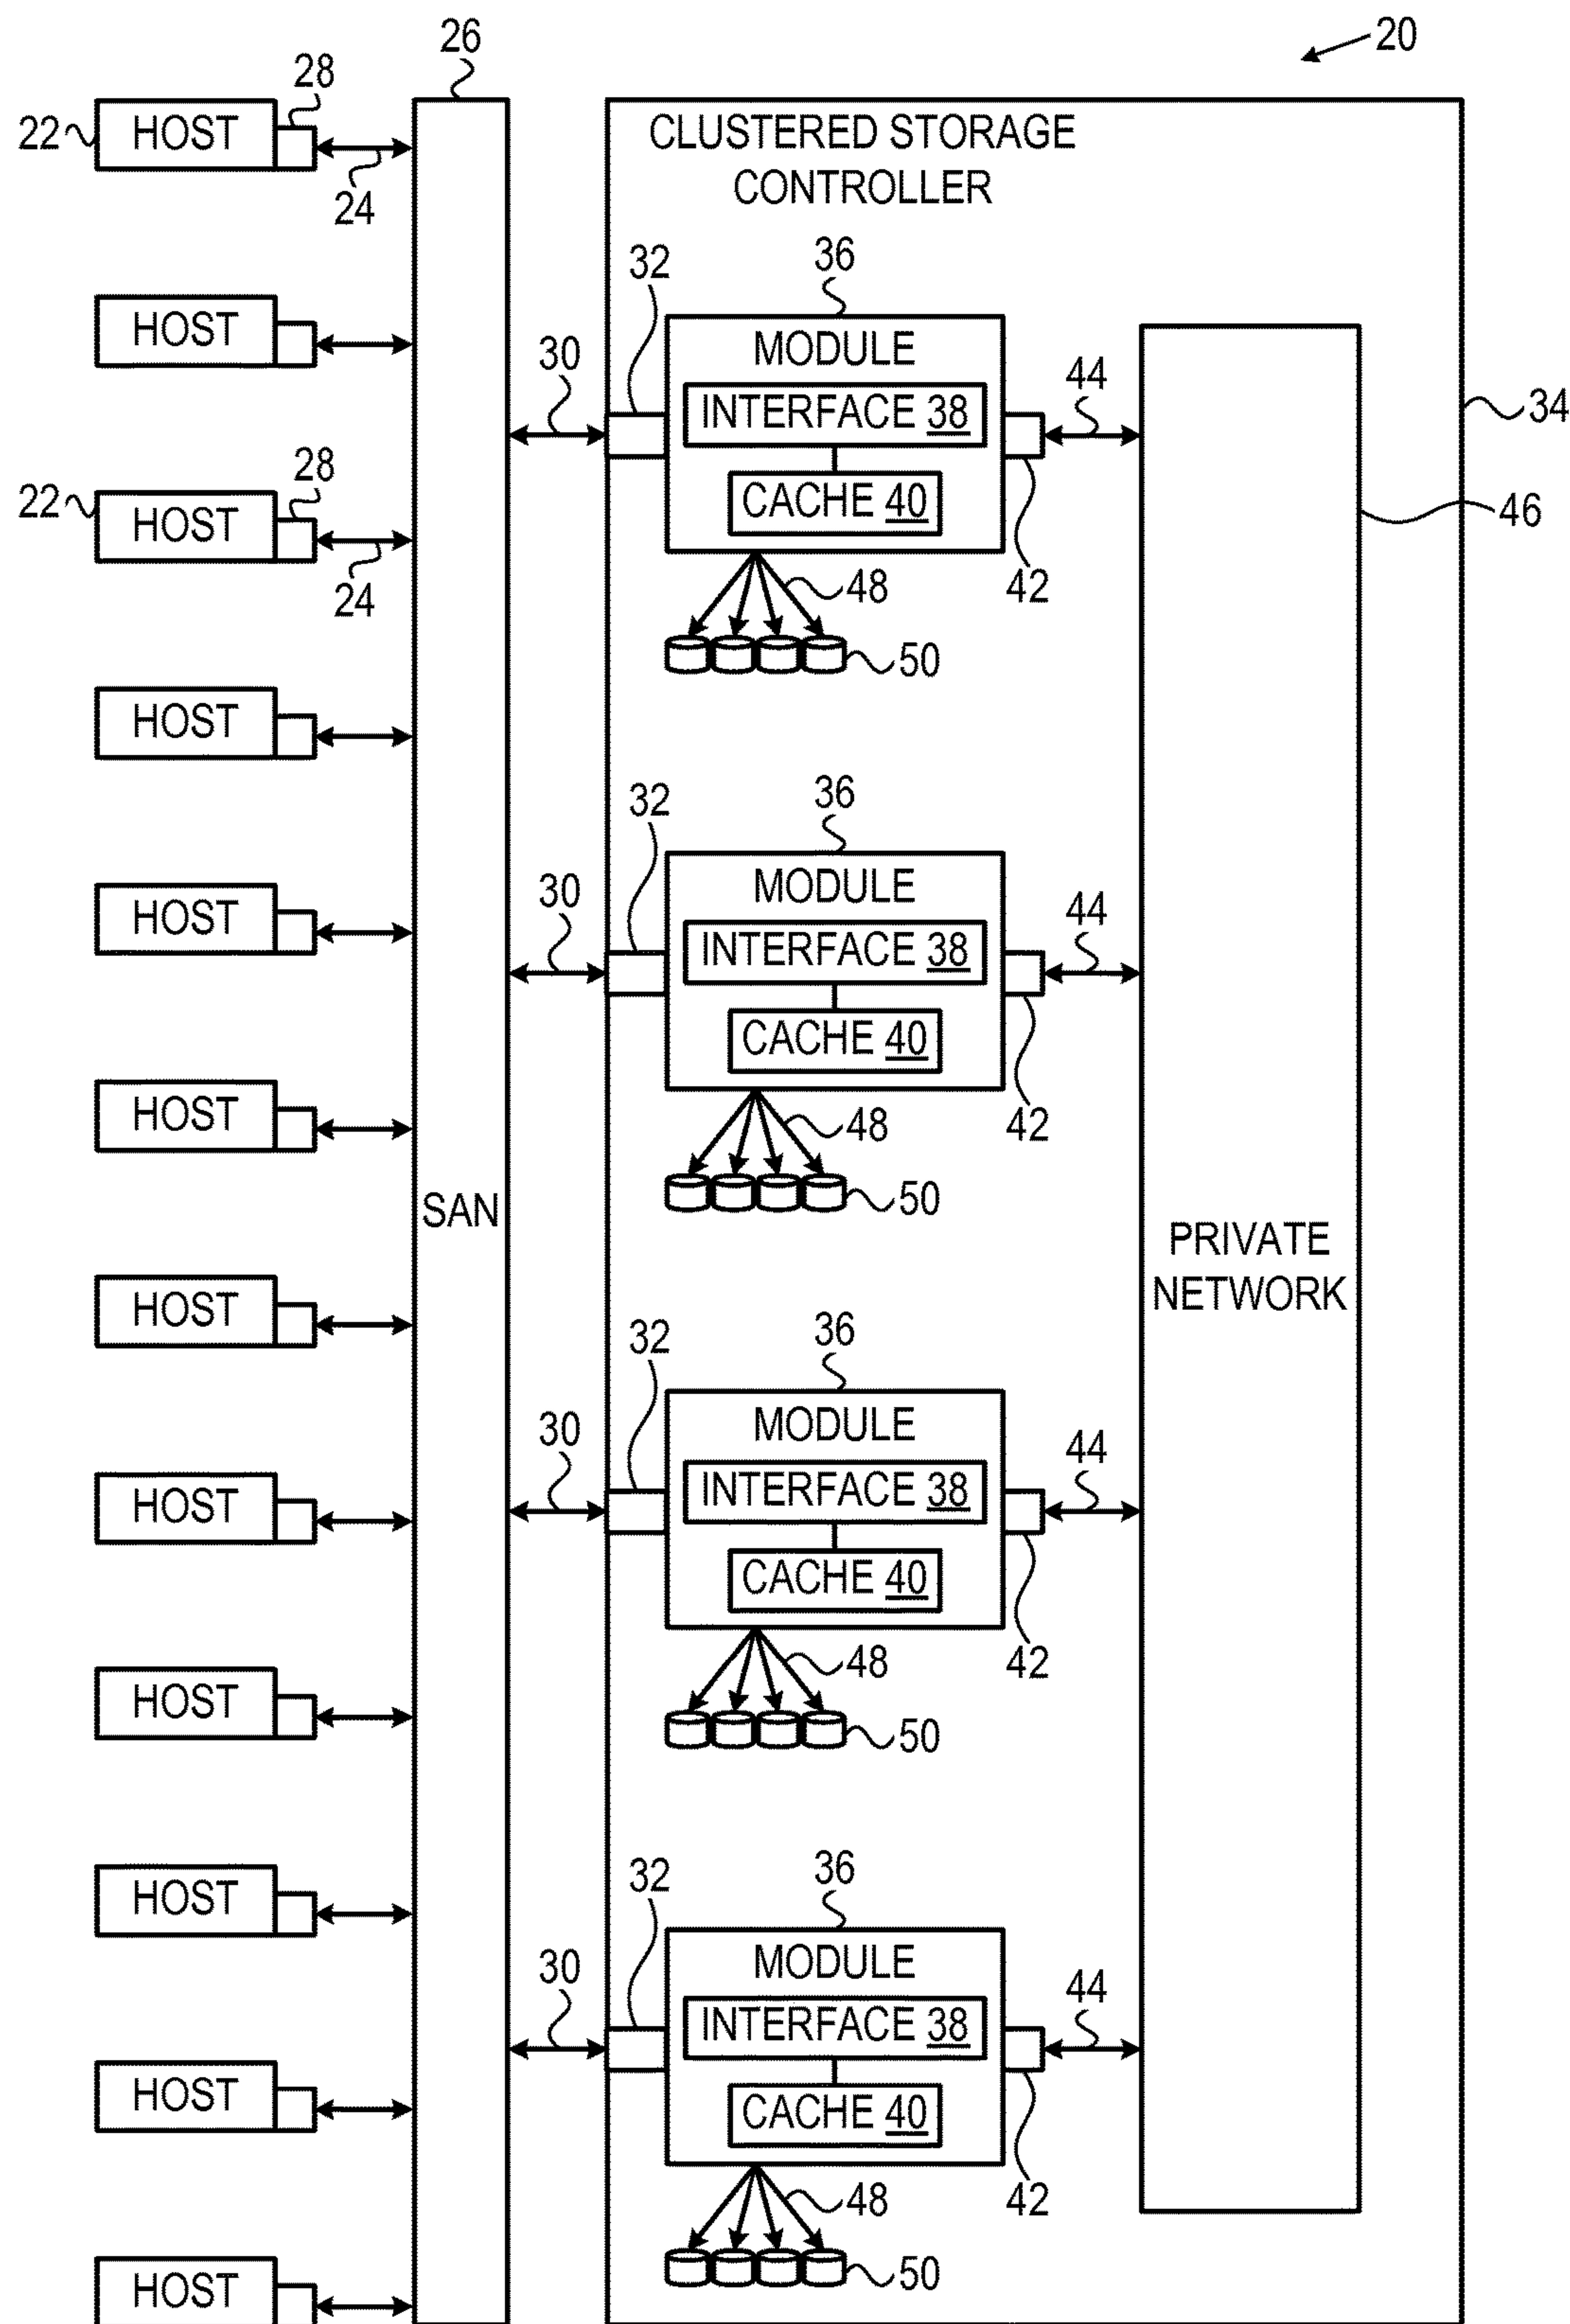 20
26
28
22 HOST
24
CLUSTERED STORAGE
CONTROLLER
HOST
28
22 HOST
24
HOST
HOST
HOST
HOST
HOST
HOST
HOST
HOST
HOST
SAN
30
32
36
MODULE
INTERFACE 38
CACHE 40
44
42
48
50
34
46
30
32
36
MODULE
INTERFACE 38
CACHE 40
44
42
48
50
PRIVATE
NETWORK
30
32
36
MODULE
INTERFACE 38
CACHE 40
44
42
48
50
30
32
36
MODULE
INTERFACE 38
CACHE 40
44
42
48
50